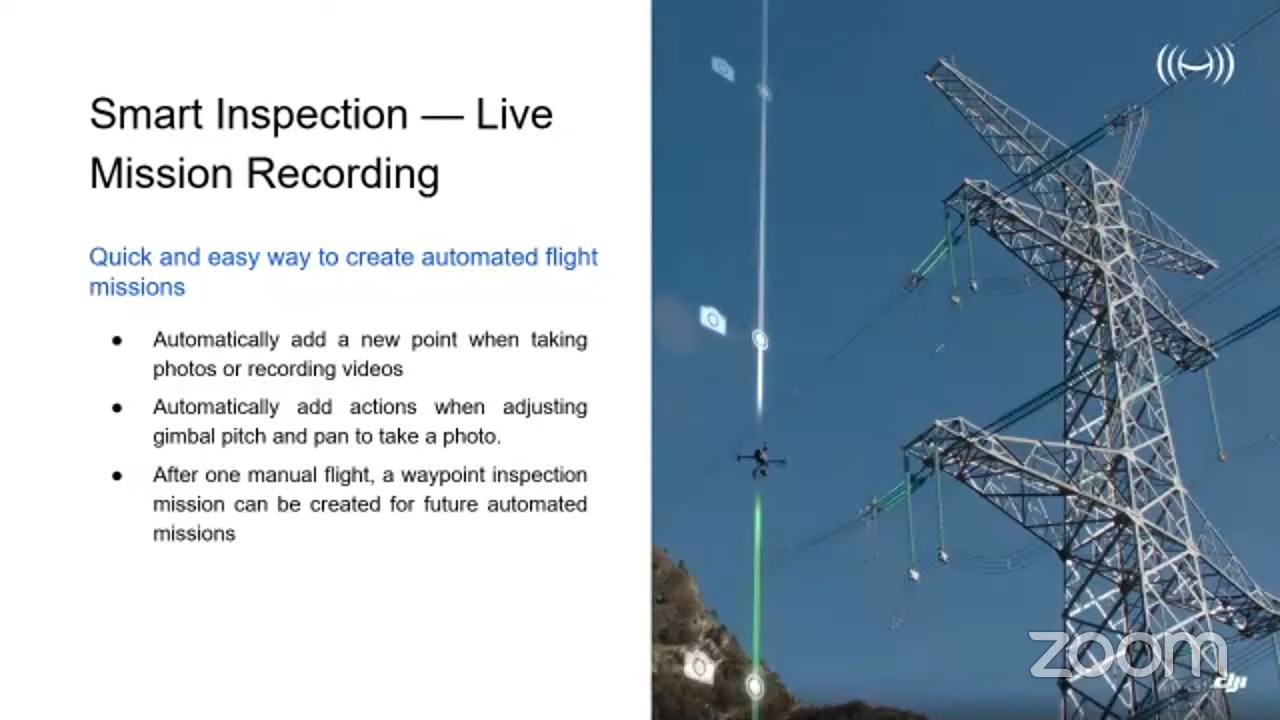 Smart Inspection — Live
Mission Recording
Quick and easy way to create automated flight
missions
● Automatically add a new point when taking
photos or recording videos
● Automatically add actions when adjusting
gimbal pitch and pan to take a photo.
● After one manual flight, a waypoint inspection
mission can be created for future automated
missions
zoom
dji